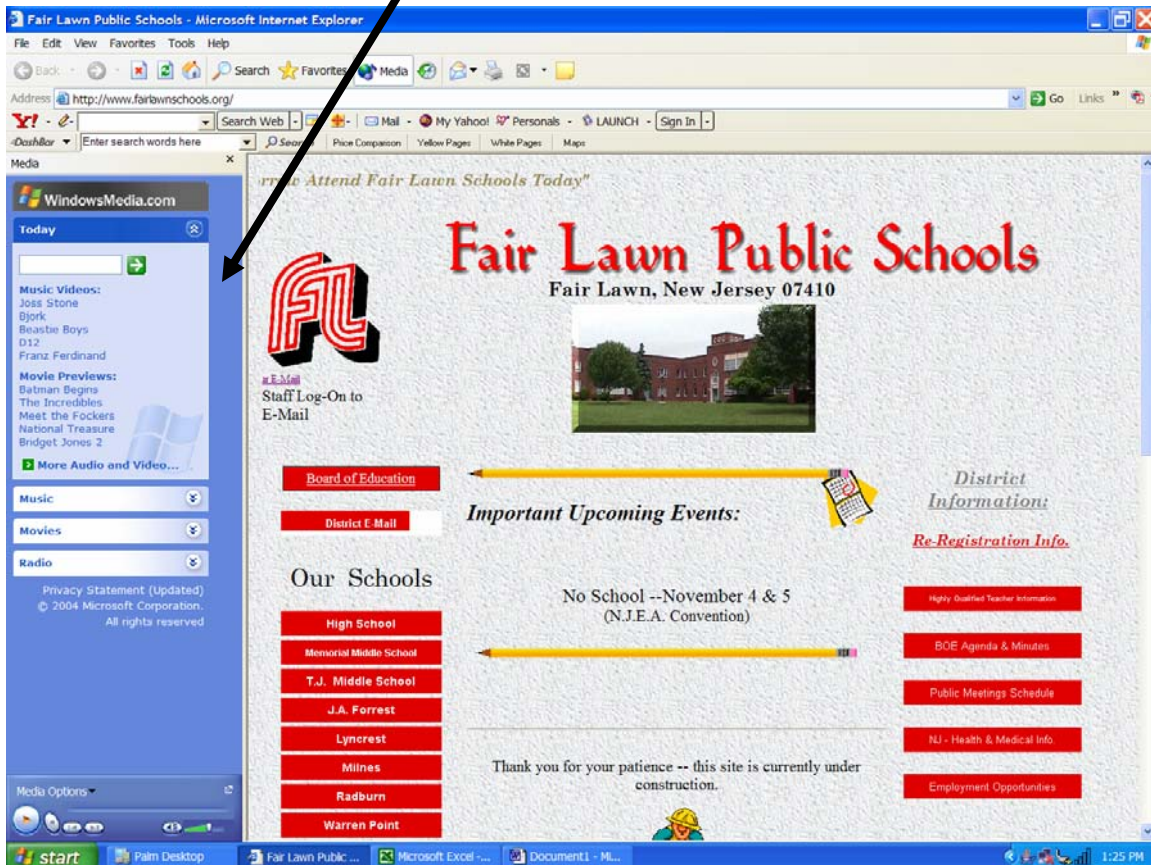 Fair Lawn Public Schools - Microsoft Internet Explorer
File Edit View Favorites Tools Help
Back Search Favorites Media
Address http://www.fairlawnschools.org/ Go Links »
Y! Search Web Mail My Yahoo! Personals LAUNCH Sign In
DashBar Enter search words here Price Comparison Yellow Pages White Pages Maps
Media x
WindowsMedia.com
Today
Music Videos:
Joss Stone
Bjork
Beastie Boys
D12
Franz Ferdinand
Movie Previews:
Batman Begins
The Incredibles
Meet the Fockers
National Treasure
Bridget Jones 2
More Audio and Video...
Music
Movies
Radio
Privacy Statement (Updated)
© 2004 Microsoft Corporation.
All rights reserved
Media Options
Attend Fair Lawn Schools Today"
Fair Lawn Public Schools
Fair Lawn, New Jersey 07410
FL
E-Mail
Staff Log-On to
E-Mail
Board of Education
District E-Mail
Our Schools
High School
Memorial Middle School
T.J. Middle School
J.A. Forrest
Lyncrest
Milnes
Radburn
Warren Point
Important Upcoming Events:
No School --November 4 & 5
(N.J.E.A. Convention)
Thank you for your patience -- this site is currently under
construction.
District
Information:
Re-Registration Info.
Highly Qualified Teacher Information
BOE Agenda & Minutes
Public Meetings Schedule
NJ - Health & Medical Info.
Employment Opportunities
start Palm Desktop Fair Lawn Public ... Microsoft Excel -... Document1 - Mi... 1:25 PM